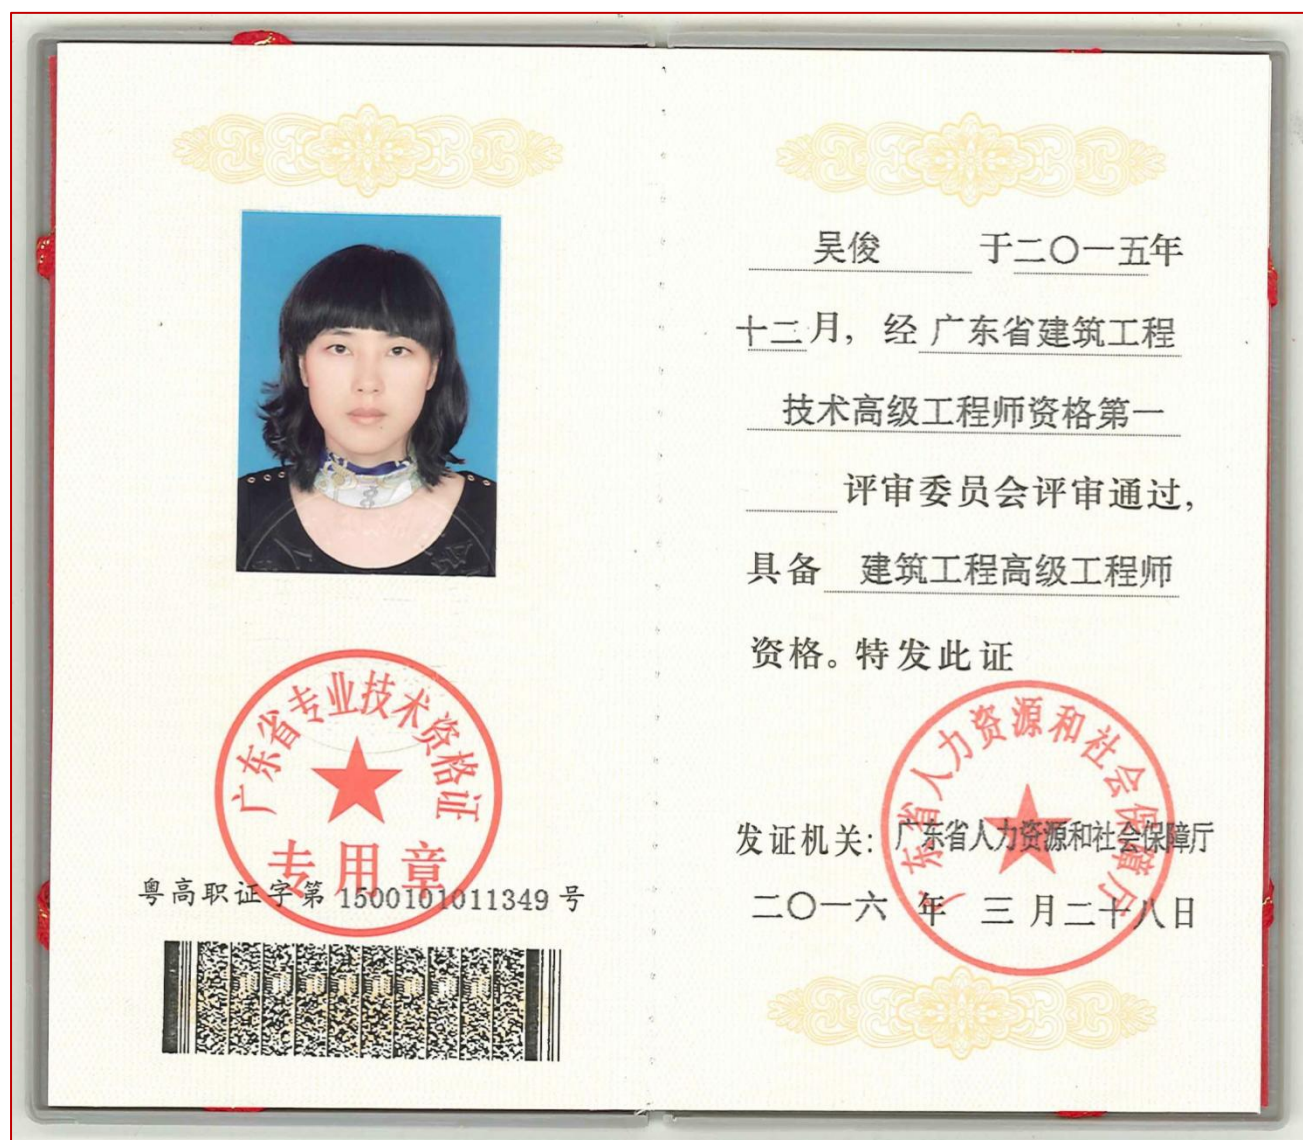 广东省专业技术资格证
专用章
粤高职证字第 1500101011349 号
吴俊 于二〇一五年
十二月，经 广东省建筑工程
技术高级工程师资格第一
评审委员会评审通过，
具备 建筑工程高级工程师
资格。特发此证
广东省人力资源和社会保障厅
发证机关：广东省人力资源和社会保障厅
二〇一六 年 三 月二十八日